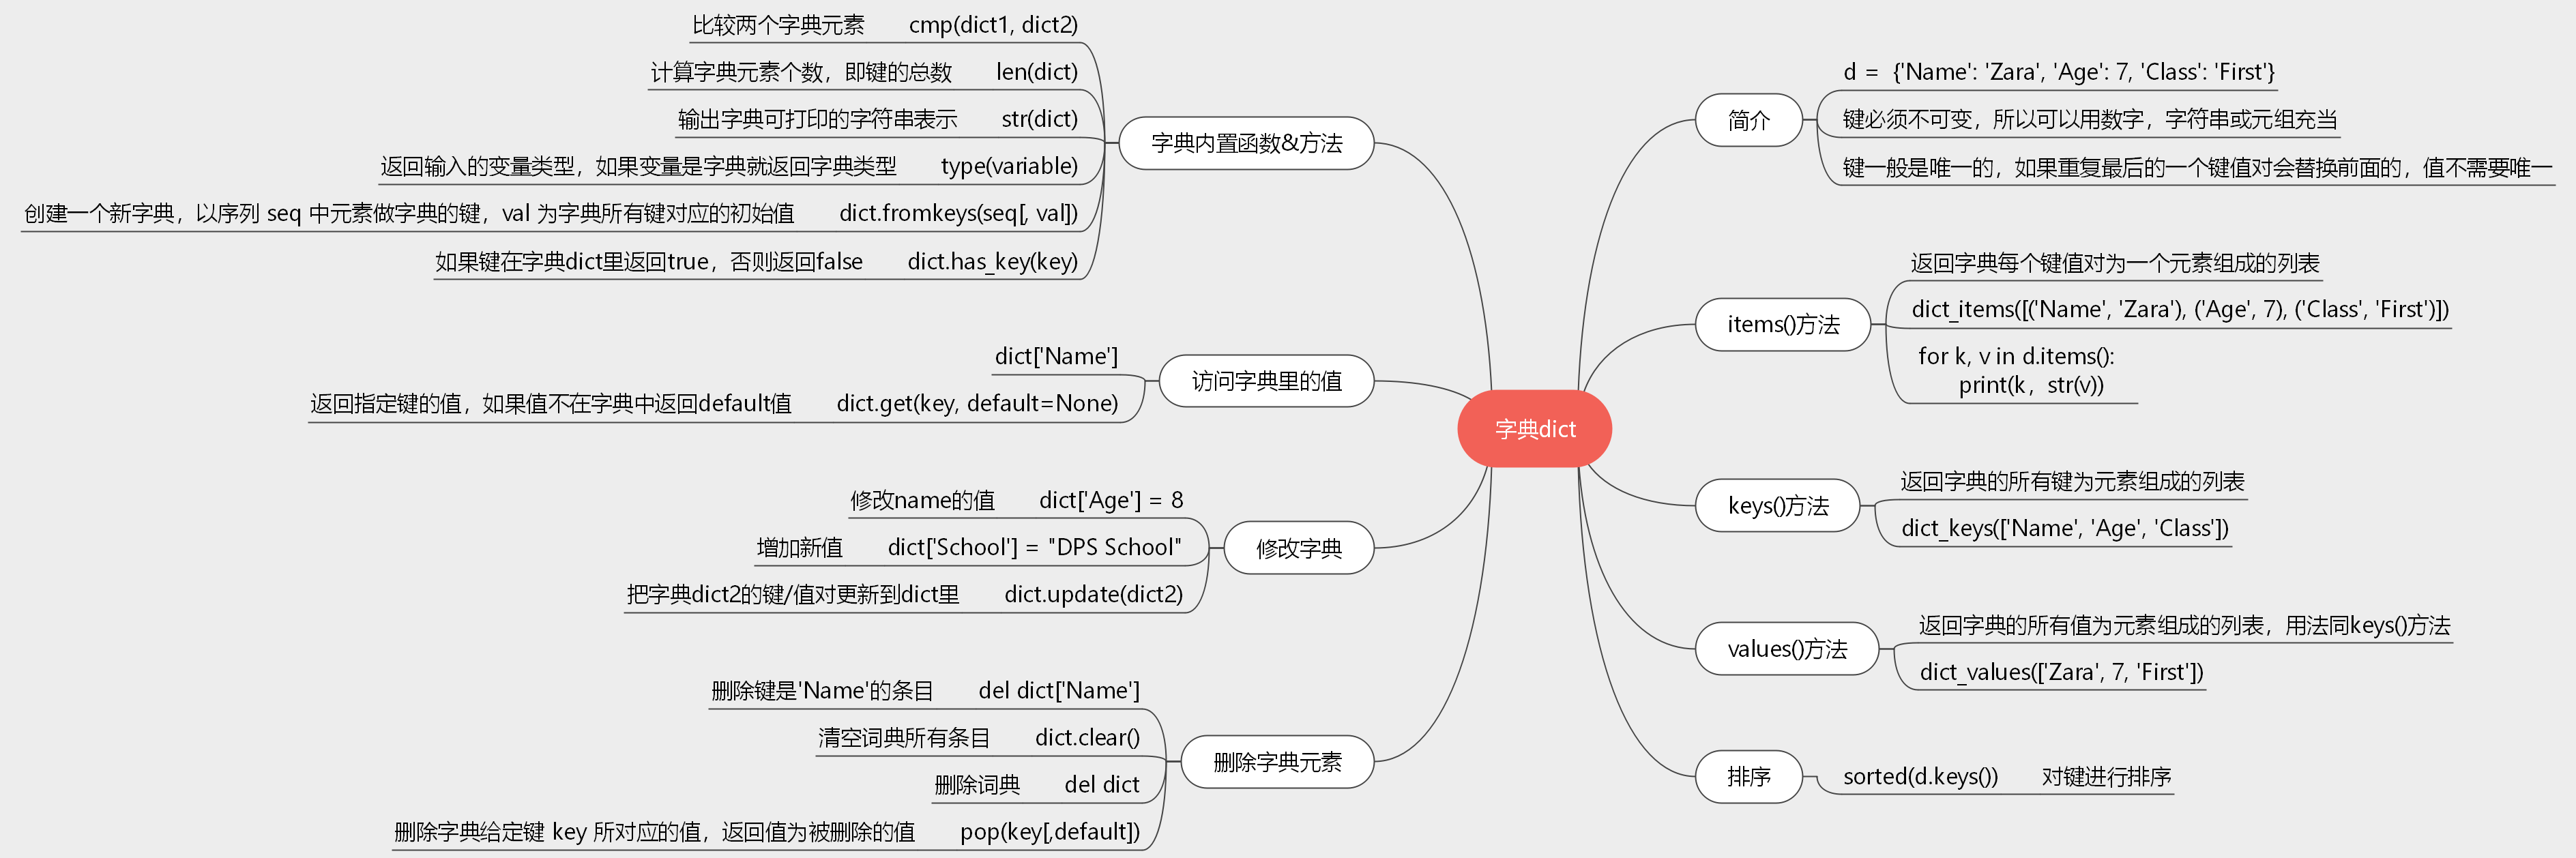 字典dict
简介
d =  {'Name': 'Zara', 'Age': 7, 'Class': 'First'}
键必须不可变，所以可以用数字，字符串或元组充当
键一般是唯一的，如果重复最后的一个键值对会替换前面的，值不需要唯一
items()方法
返回字典每个键值对为一个元素组成的列表
dict_items([('Name', 'Zara'), ('Age', 7), ('Class', 'First')])
for k, v in d.items():
print(k，str(v))
keys()方法
返回字典的所有键为元素组成的列表
dict_keys(['Name', 'Age', 'Class'])
values()方法
返回字典的所有值为元素组成的列表，用法同keys()方法
dict_values(['Zara', 7, 'First'])
排序
sorted(d.keys()) 对键进行排序
字典内置函数&方法
比较两个字典元素 cmp(dict1, dict2)
计算字典元素个数，即键的总数 len(dict)
输出字典可打印的字符串表示 str(dict)
返回输入的变量类型，如果变量是字典就返回字典类型 type(variable)
创建一个新字典，以序列 seq 中元素做字典的键，val 为字典所有键对应的初始值 dict.fromkeys(seq[, val])
如果键在字典dict里返回true，否则返回false dict.has_key(key)
访问字典里的值
dict['Name']
返回指定键的值，如果值不在字典中返回default值 dict.get(key, default=None)
修改字典
修改name的值 dict['Age'] = 8
增加新值 dict['School'] = "DPS School"
把字典dict2的键/值对更新到dict里 dict.update(dict2)
删除字典元素
删除键是'Name'的条目 del dict['Name']
清空词典所有条目 dict.clear()
删除词典 del dict
删除字典给定键 key 所对应的值，返回值为被删除的值 pop(key[,default])